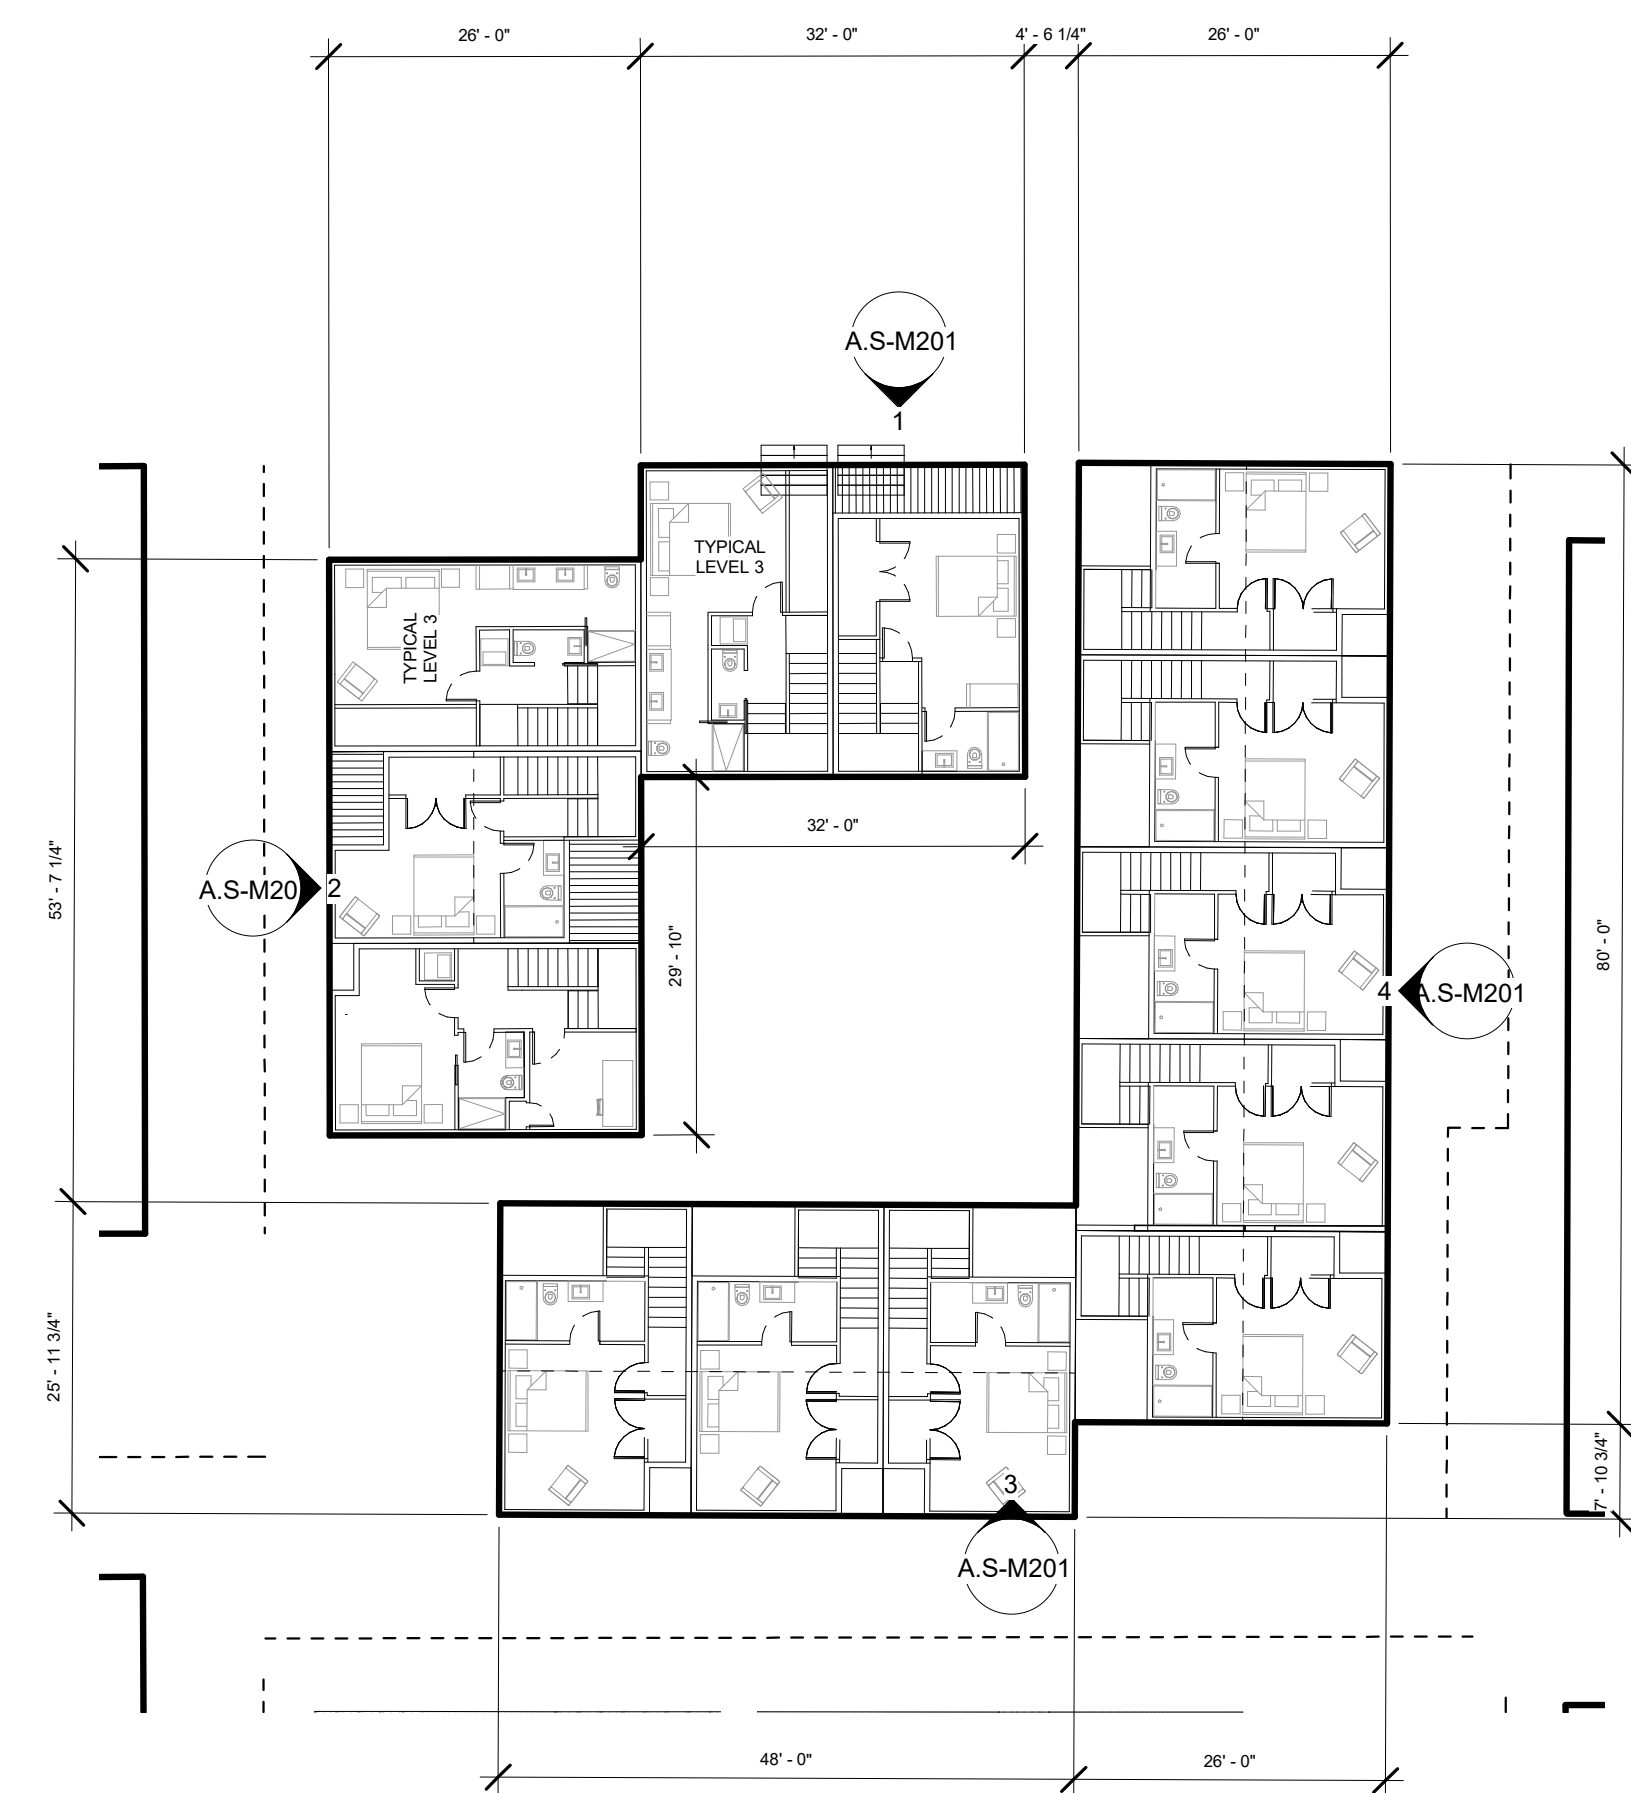 26' - 0"
32' - 0"
4' - 6 1/4"
26' - 0"
A.S-M201
1
TYPICAL
LEVEL 3
TYPICAL
LEVEL 3
32' - 0"
53' - 7 1/4"
A.S-M20
2
29' - 10"
80' - 0"
4
A.S-M201
25' - 11 3/4"
7' - 10 3/4"
3
A.S-M201
48' - 0"
26' - 0"